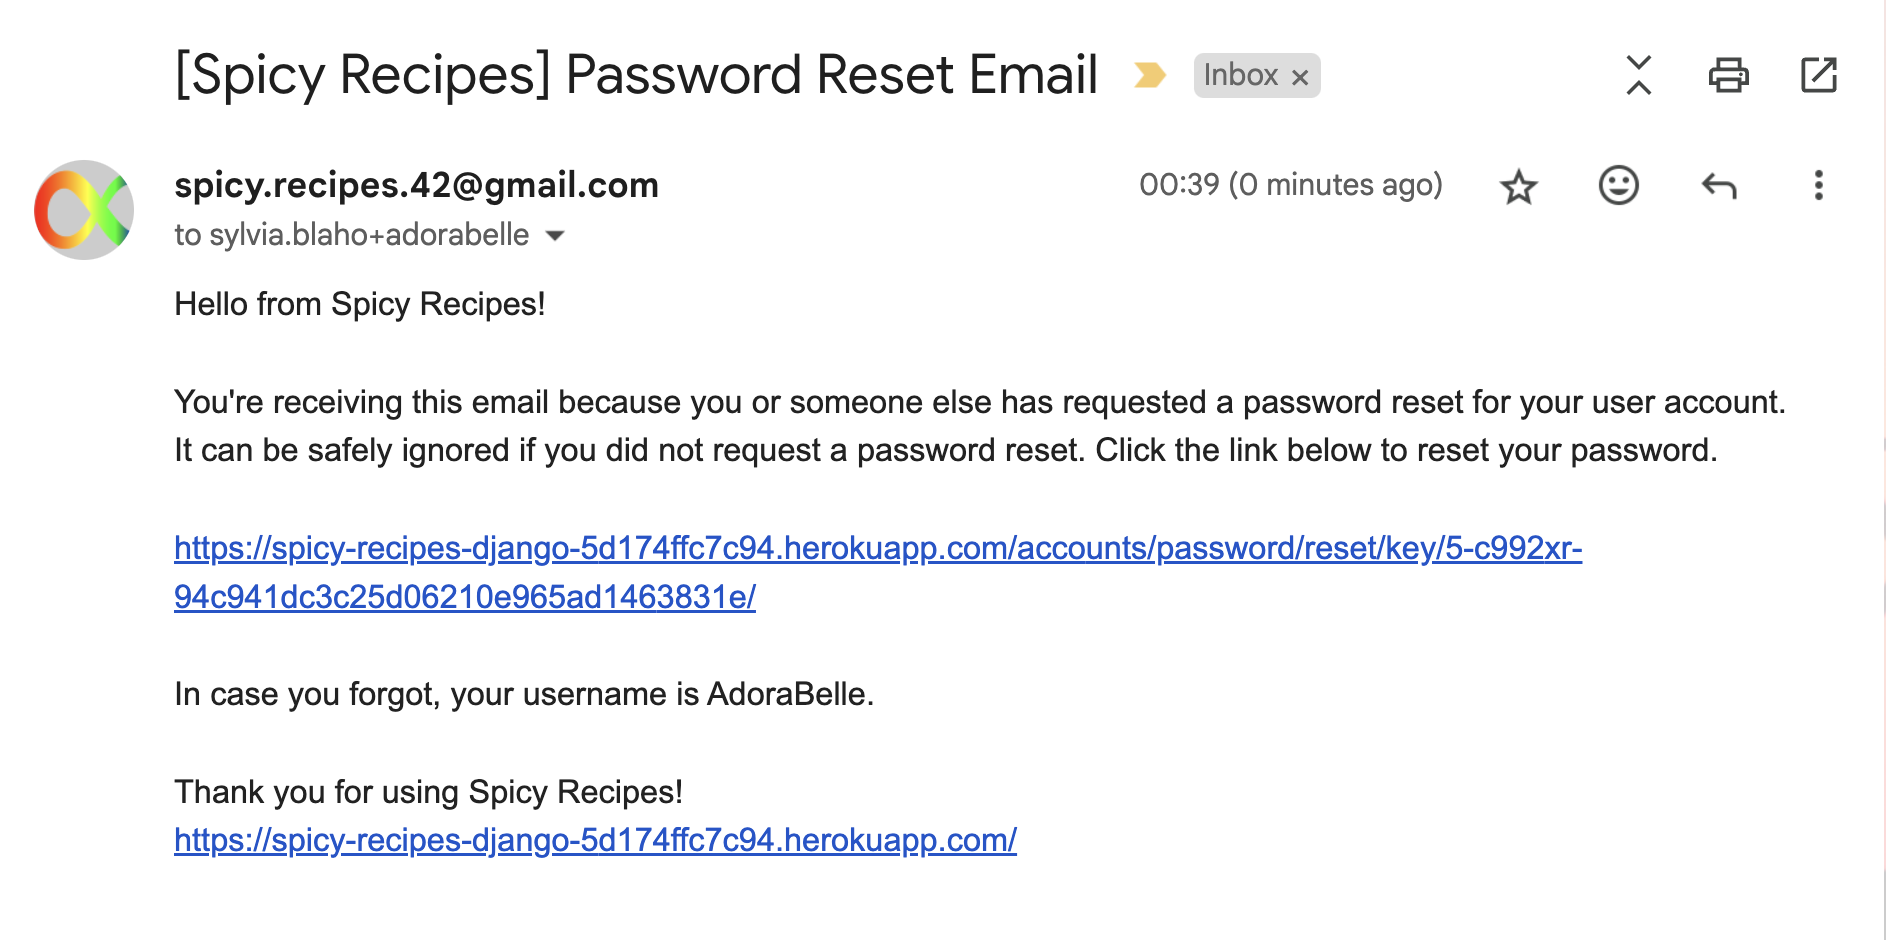 [Spicy Recipes] Password Reset Email Inbox ×
spicy.recipes.42@gmail.com 00:39 (0 minutes ago)
to sylvia.blaho+adorabelle
Hello from Spicy Recipes!
You're receiving this email because you or someone else has requested a password reset for your user account.
It can be safely ignored if you did not request a password reset. Click the link below to reset your password.
https://spicy-recipes-django-5d174ffc7c94.herokuapp.com/accounts/password/reset/key/5-c992xr-
94c941dc3c25d06210e965ad1463831e/
In case you forgot, your username is AdoraBelle.
Thank you for using Spicy Recipes!
https://spicy-recipes-django-5d174ffc7c94.herokuapp.com/